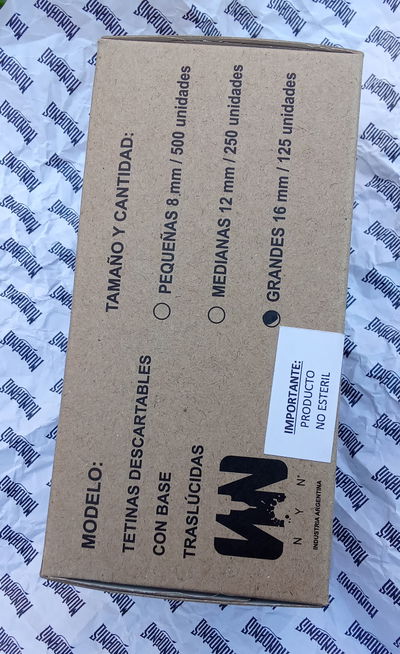 MODELO:
TETINAS DESCARTABLES
CON BASE
TRASLÚCIDAS
TAMAÑO Y CANTIDAD:
PEQUEÑAS 8 mm / 500 unidades
MEDIANAS 12 mm / 250 unidades
GRANDES 16 mm / 125 unidades
IMPORTANTE:
PRODUCTO
NO ESTERIL
N Y N
INDUSTRIA ARGENTINA